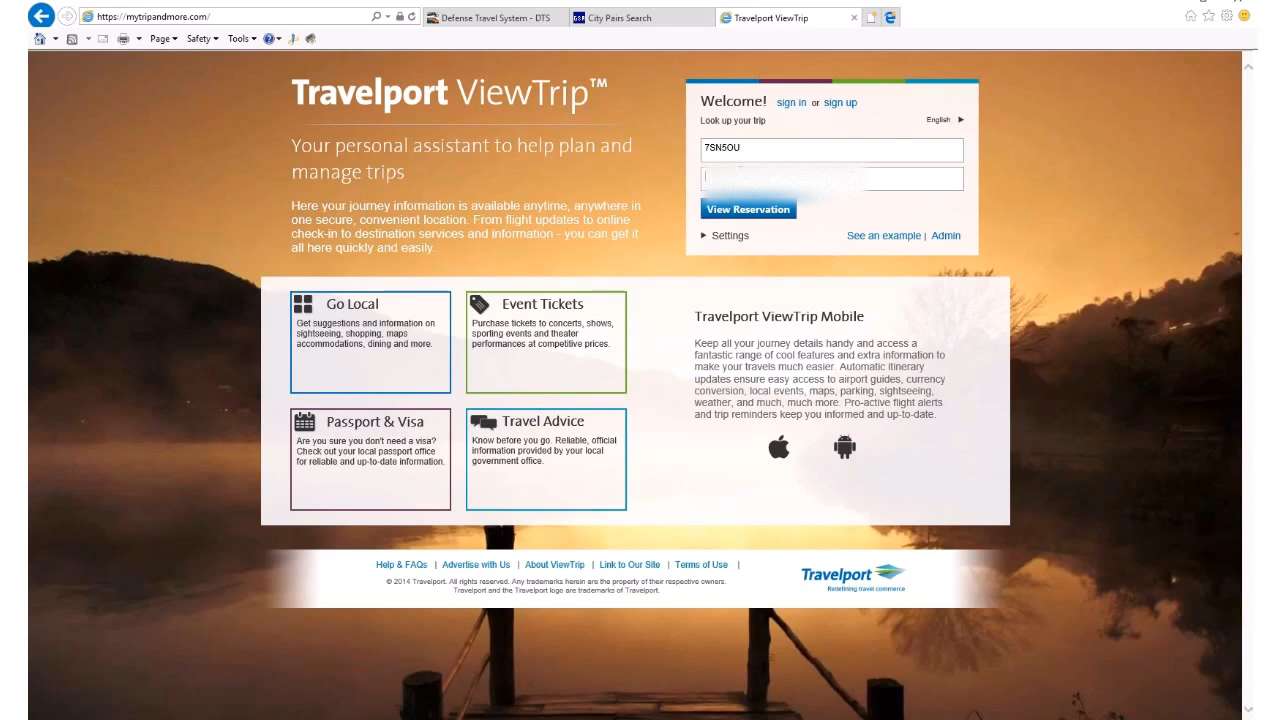 https://mytripandmore.com/
Defense Travel System - DTS
City Pairs Search
Travelport ViewTrip
Page
Safety
Tools
Travelport ViewTrip™
Your personal assistant to help plan and
manage trips
Here your journey information is available anytime, anywhere in
one secure, convenient location. From flight updates to online
check-in to destination services and information - you can get it
all here quickly and easily.
Welcome! sign in or sign up
Look up your trip
English
7SN5OU
View Reservation
Settings
See an example | Admin
Go Local
Get suggestions and information on
sightseeing, shopping, maps
accommodations, dining and more.
Event Tickets
Purchase tickets to concerts, shows,
sporting events and theater
performances at competitive prices.
Passport & Visa
Are you sure you don't need a visa?
Check out your local passport office
for reliable and up-to-date information.
Travel Advice
Know before you go. Reliable, official
information provided by your local
government office.
Travelport ViewTrip Mobile
Keep all your journey details handy and access a
fantastic range of cool features and extra information to
make your travels much easier. Automatic itinerary
updates ensure easy access to airport guides, currency
conversion, local events, maps, parking, sightseeing,
weather, and much, much more. Pro-active flight alerts
and trip reminders keep you informed and up-to-date.
Help & FAQs | Advertise with Us | About ViewTrip | Link to Our Site | Terms of Use |
© 2014 Travelport. All rights reserved. Any trademarks herein are the property of their respective owners.
Travelport and the Travelport logo are trademarks of Travelport.
Travelport
Redefining travel commerce